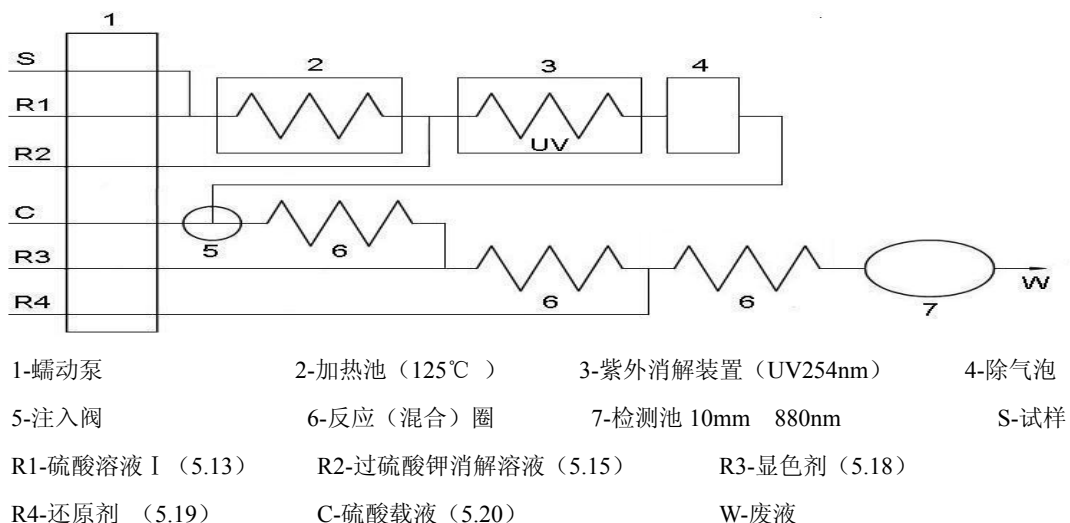 1
S
2
3
4
R1
UV
R2
C
5
6
R3
6
6
7
W
R4
1-蠕动泵 2-加热池（125℃ ） 3-紫外消解装置（UV254nm） 4-除气泡
5-注入阀 6-反应（混合）圈 7-检测池 10mm 880nm S-试样
R1-硫酸溶液Ⅰ（5.13） R2-过硫酸钾消解溶液（5.15） R3-显色剂（5.18）
R4-还原剂 （5.19） C-硫酸载液（5.20） W-废液